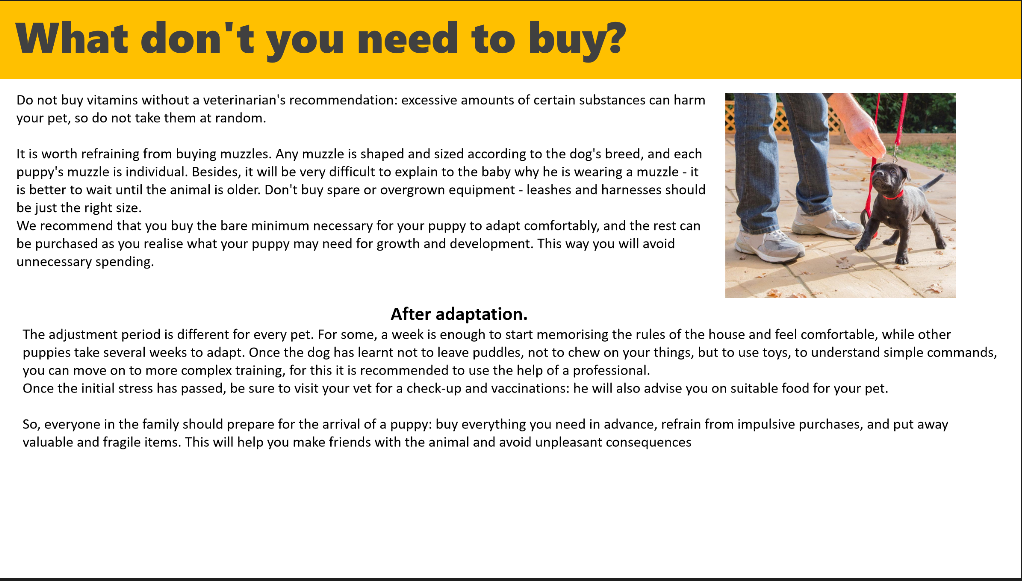 What don't you need to buy?
Do not buy vitamins without a veterinarian's recommendation: excessive amounts of certain substances can harm
your pet, so do not take them at random.
It is worth refraining from buying muzzles. Any muzzle is shaped and sized according to the dog's breed, and each
puppy's muzzle is individual. Besides, it will be very difficult to explain to the baby why he is wearing a muzzle - it
is better to wait until the animal is older. Don't buy spare or overgrown equipment - leashes and harnesses should
be just the right size.
We recommend that you buy the bare minimum necessary for your puppy to adapt comfortably, and the rest can
be purchased as you realise what your puppy may need for growth and development. This way you will avoid
unnecessary spending.
After adaptation.
The adjustment period is different for every pet. For some, a week is enough to start memorising the rules of the house and feel comfortable, while other
puppies take several weeks to adapt. Once the dog has learnt not to leave puddles, not to chew on your things, but to use toys, to understand simple commands,
you can move on to more complex training, for this it is recommended to use the help of a professional.
Once the initial stress has passed, be sure to visit your vet for a check-up and vaccinations: he will also advise you on suitable food for your pet.
So, everyone in the family should prepare for the arrival of a puppy: buy everything you need in advance, refrain from impulsive purchases, and put away
valuable and fragile items. This will help you make friends with the animal and avoid unpleasant consequences